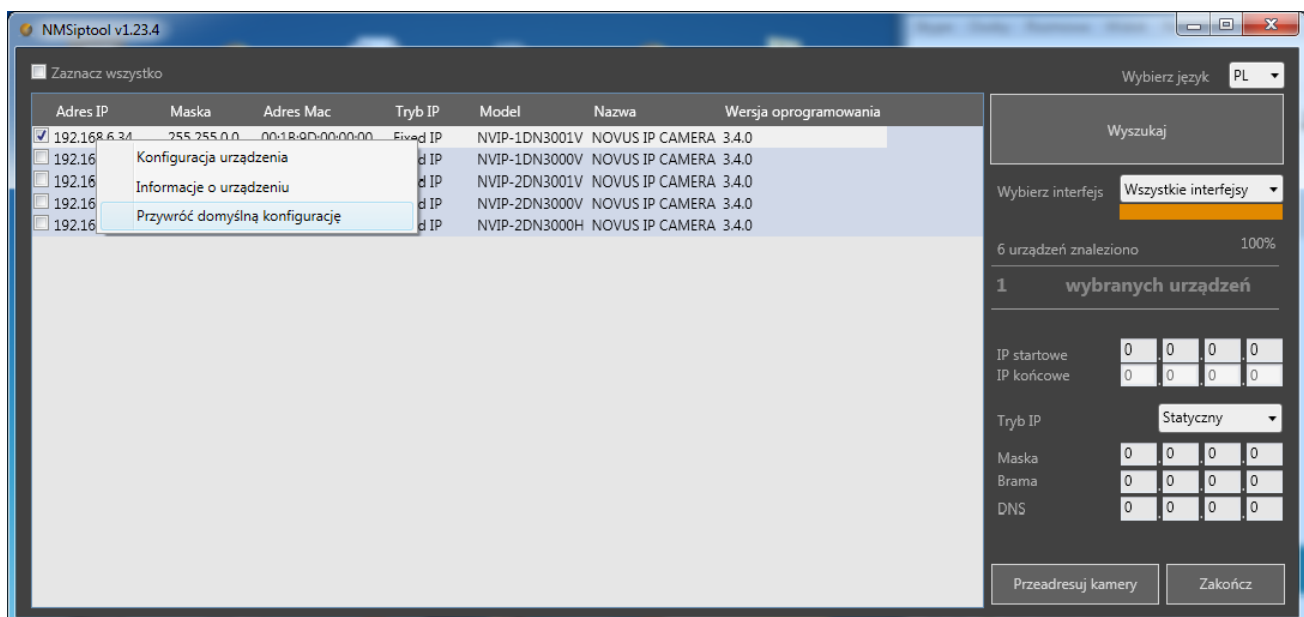 NMSiptool v1.23.4
Zaznacz wszystko
Wybierz język PL
Adres IP Maska Adres Mac Tryb IP Model Nazwa Wersja oprogramowania
Wyszukaj
192.168.6.34 255.255.0.0 00:1B:9D:00:00:00 Fixed IP NVIP-1DN3001V NOVUS IP CAMERA 3.4.0
192.16 d IP NVIP-1DN3000V NOVUS IP CAMERA 3.4.0
192.16 d IP NVIP-2DN3001V NOVUS IP CAMERA 3.4.0
192.16 d IP NVIP-2DN3000V NOVUS IP CAMERA 3.4.0
192.16 d IP NVIP-2DN3000H NOVUS IP CAMERA 3.4.0
Konfiguracja urządzenia
Informacje o urządzeniu
Przywróć domyślną konfigurację
Wybierz interfejs Wszystkie interfejsy
6 urządzeń znaleziono 100%
1 wybranych urządzeń
IP startowe 0 . 0 . 0 . 0
IP końcowe 0 . 0 . 0 . 0
Tryb IP Statyczny
Maska 0 . 0 . 0 . 0
Brama 0 . 0 . 0 . 0
DNS 0 . 0 . 0 . 0
Przeadresuj kamery Zakończ